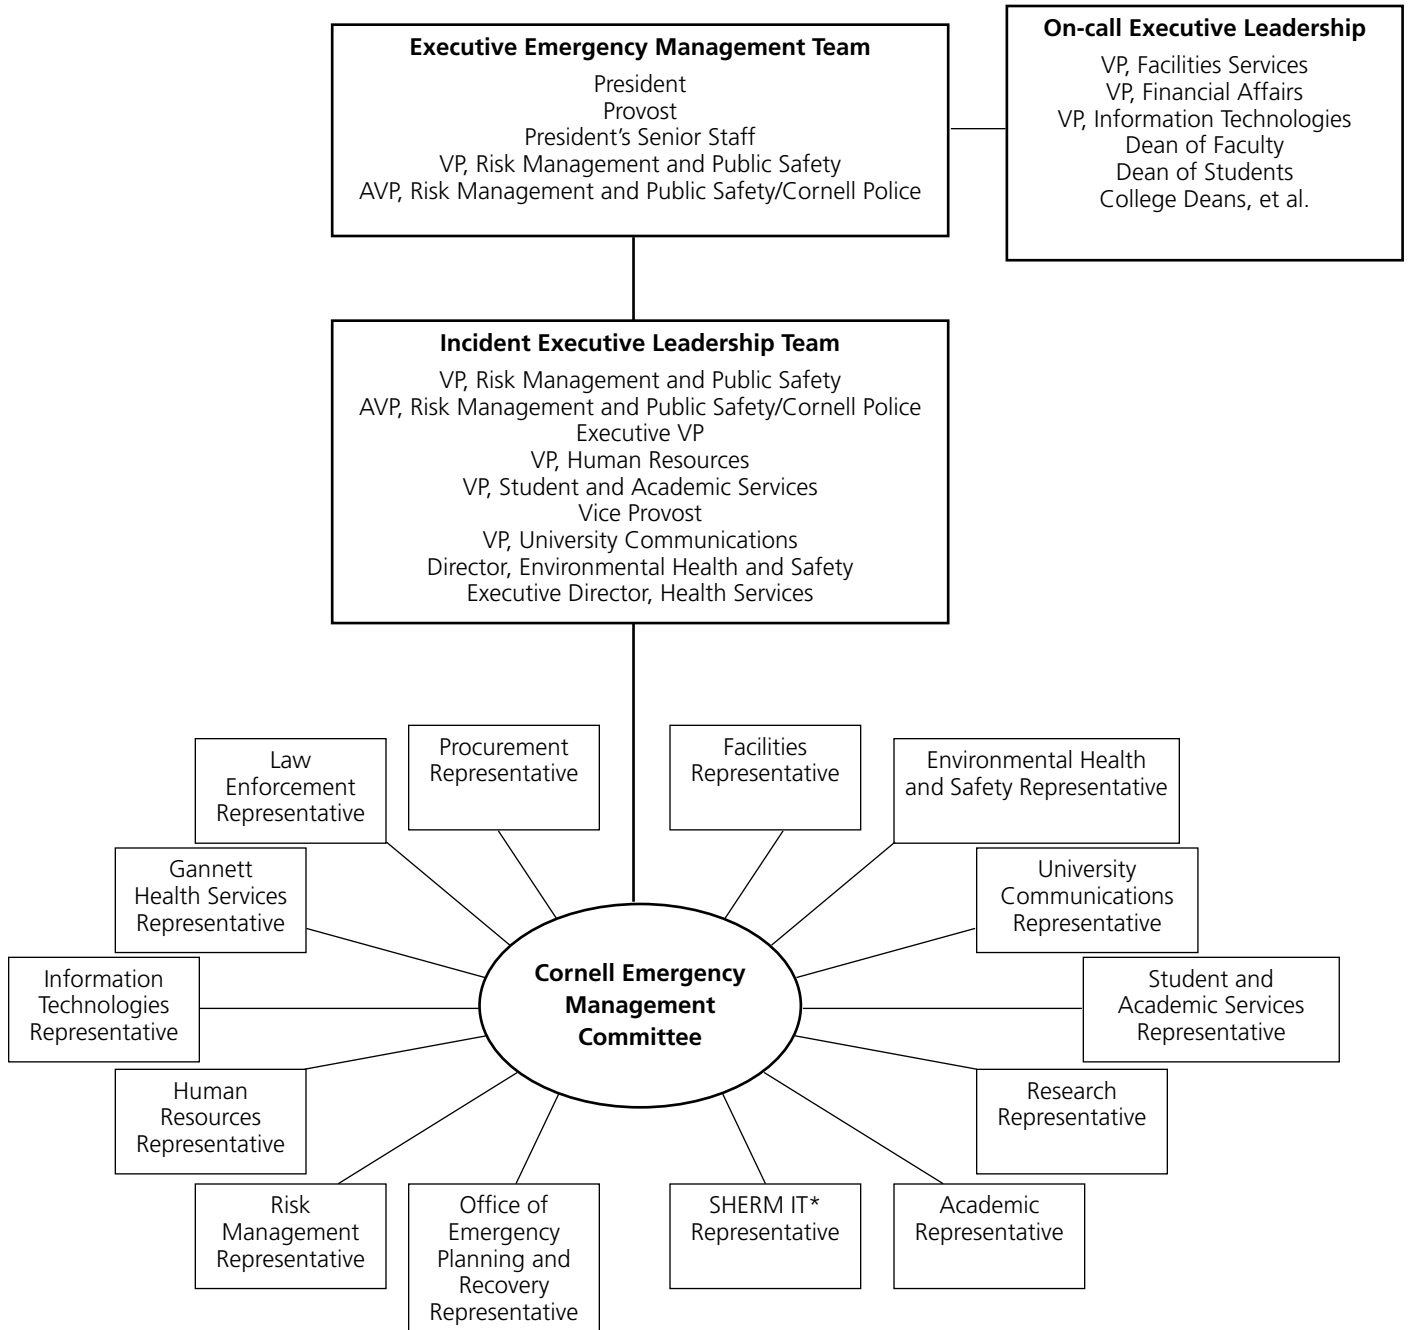 Executive Emergency Management Team
President
Provost
President’s Senior Staff
VP, Risk Management and Public Safety
AVP, Risk Management and Public Safety/Cornell Police
On-call Executive Leadership
VP, Facilities Services
VP, Financial Affairs
VP, Information Technologies
Dean of Faculty
Dean of Students
College Deans, et al.
Incident Executive Leadership Team
VP, Risk Management and Public Safety
AVP, Risk Management and Public Safety/Cornell Police
Executive VP
VP, Human Resources
VP, Student and Academic Services
Vice Provost
VP, University Communications
Director, Environmental Health and Safety
Executive Director, Health Services
Law
Enforcement
Representative
Procurement
Representative
Facilities
Representative
Environmental Health
and Safety Representative
Gannett
Health Services
Representative
University
Communications
Representative
Information
Technologies
Representative
Cornell Emergency
Management
Committee
Student and
Academic Services
Representative
Human
Resources
Representative
Research
Representative
Risk
Management
Representative
Office of
Emergency
Planning and
Recovery
Representative
SHERM IT*
Representative
Academic
Representative